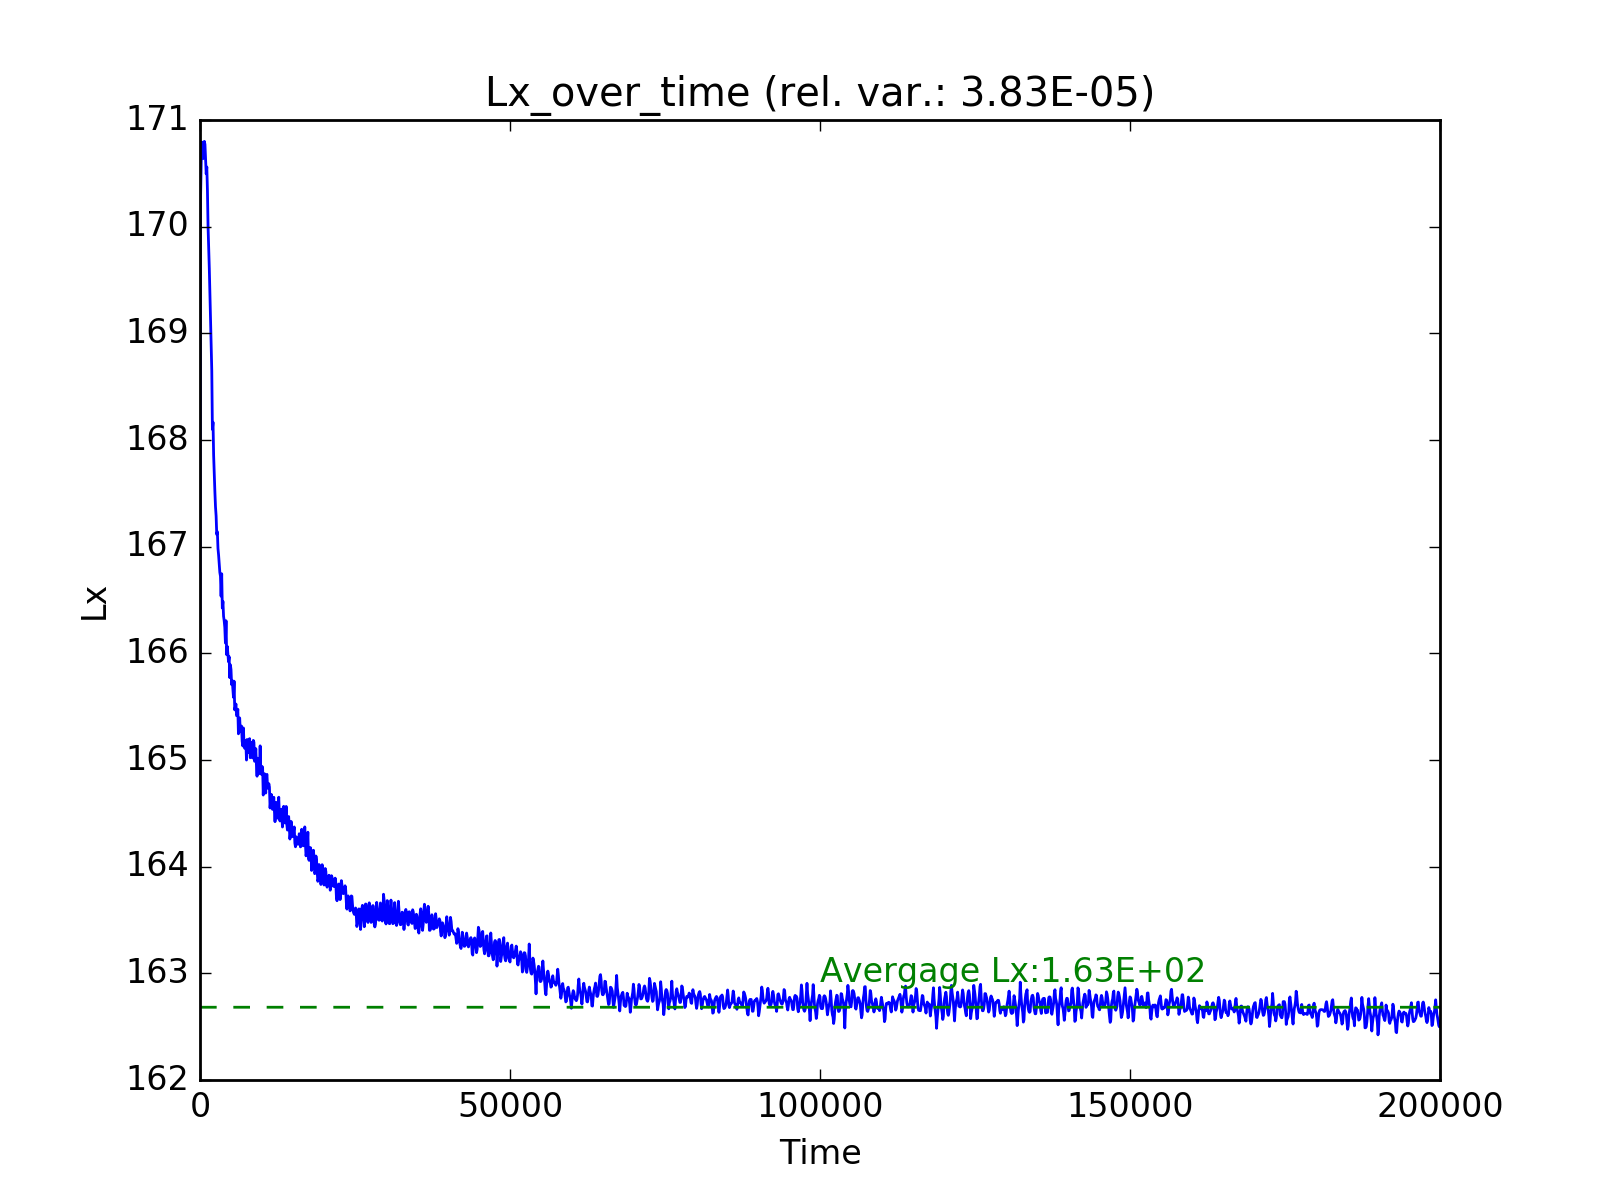 Lx_over_time (rel. var.: 3.83E-05)
171
170
169
168
167
166
165
164
163
162
Lx
Avergage Lx:1.63E+02
0 50000 100000 150000 200000
Time